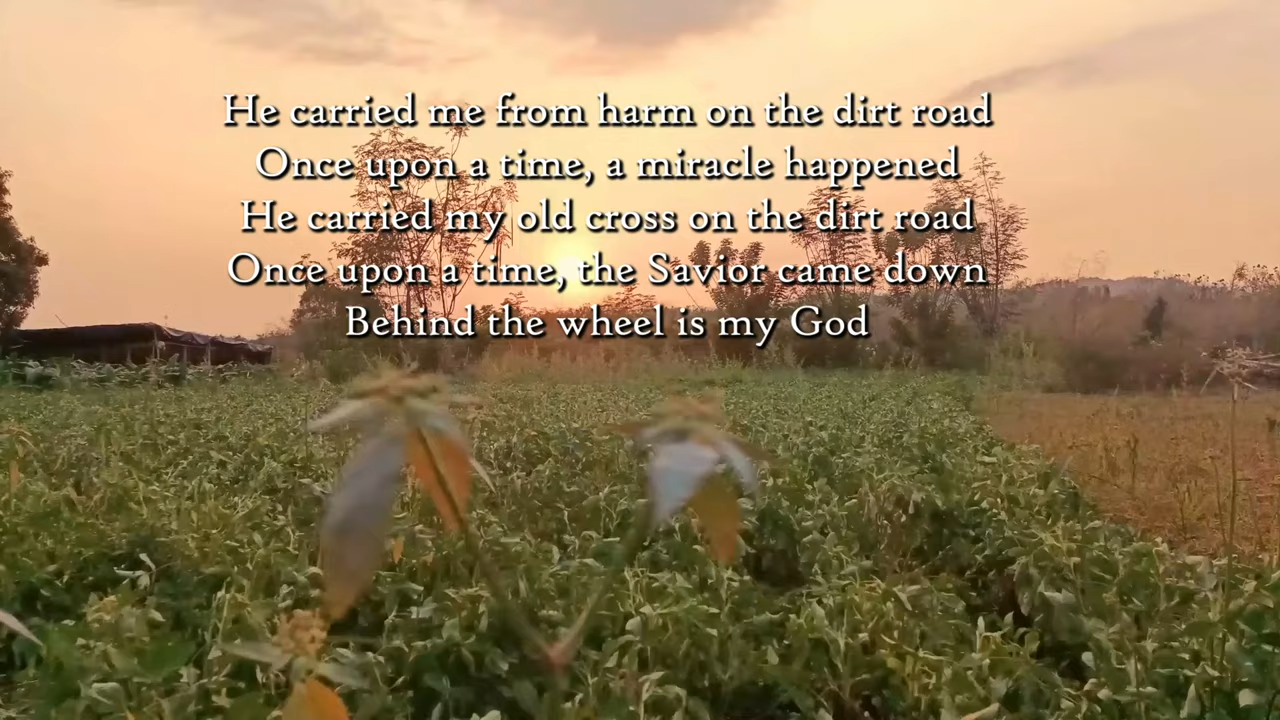 He carried me from harm on the dirt road
Once upon a time, a miracle happened
He carried my old cross on the dirt road
Once upon a time, the Savior came down
Behind the wheel is my God